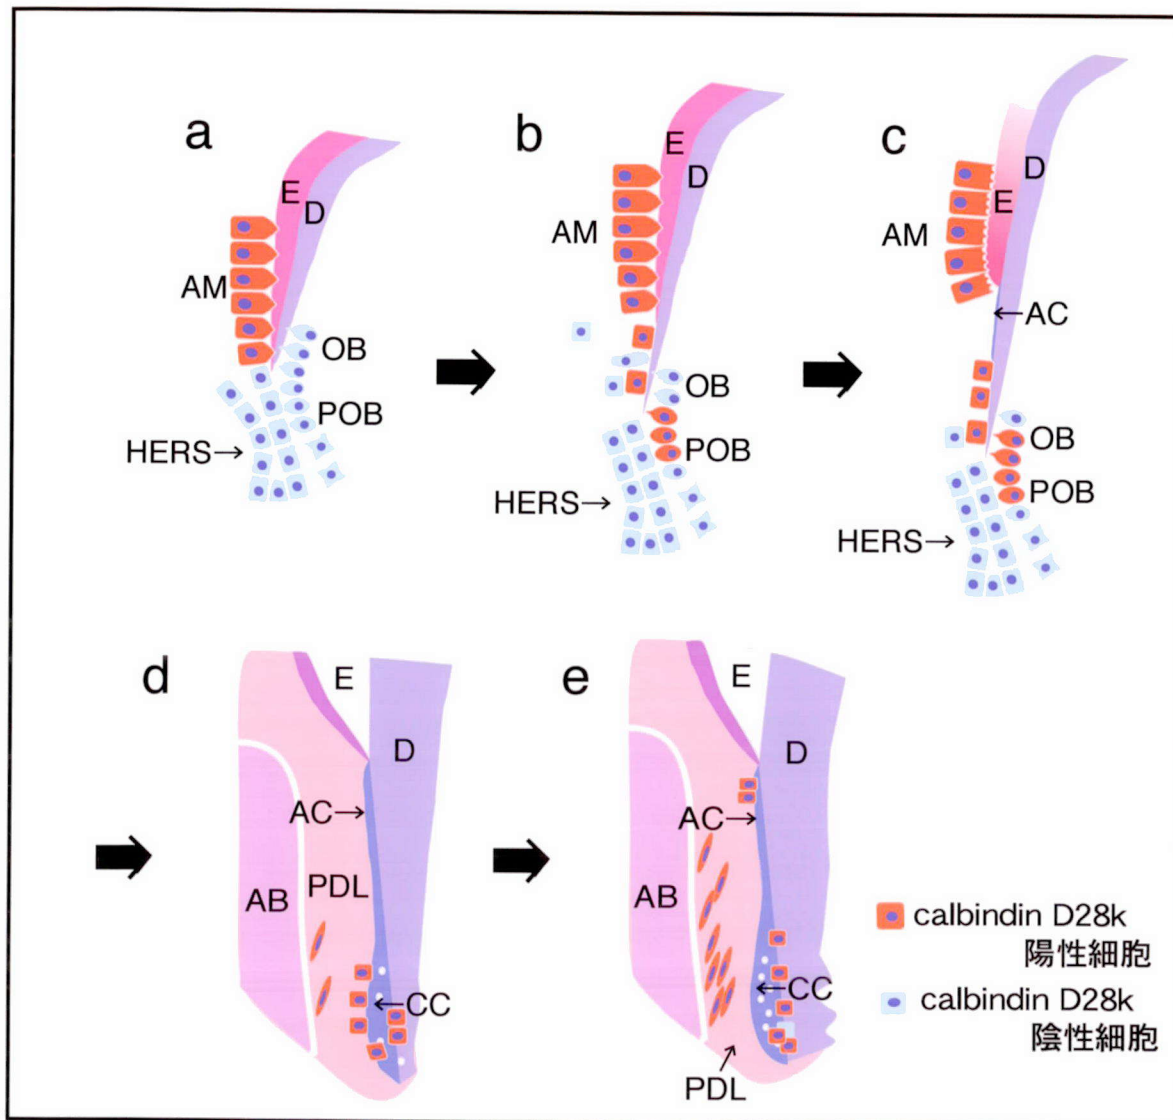 a
E
D
AM
OB
POB
HERS→
b
E
D
AM
OB
POB
HERS→
c
E
D
AM
←AC
OB
POB
HERS→
d
E
D
AC→
AB
PDL
←CC
e
E
D
AC→
AB
←CC
PDL
calbindin D28k
陽性細胞
calbindin D28k
陰性細胞